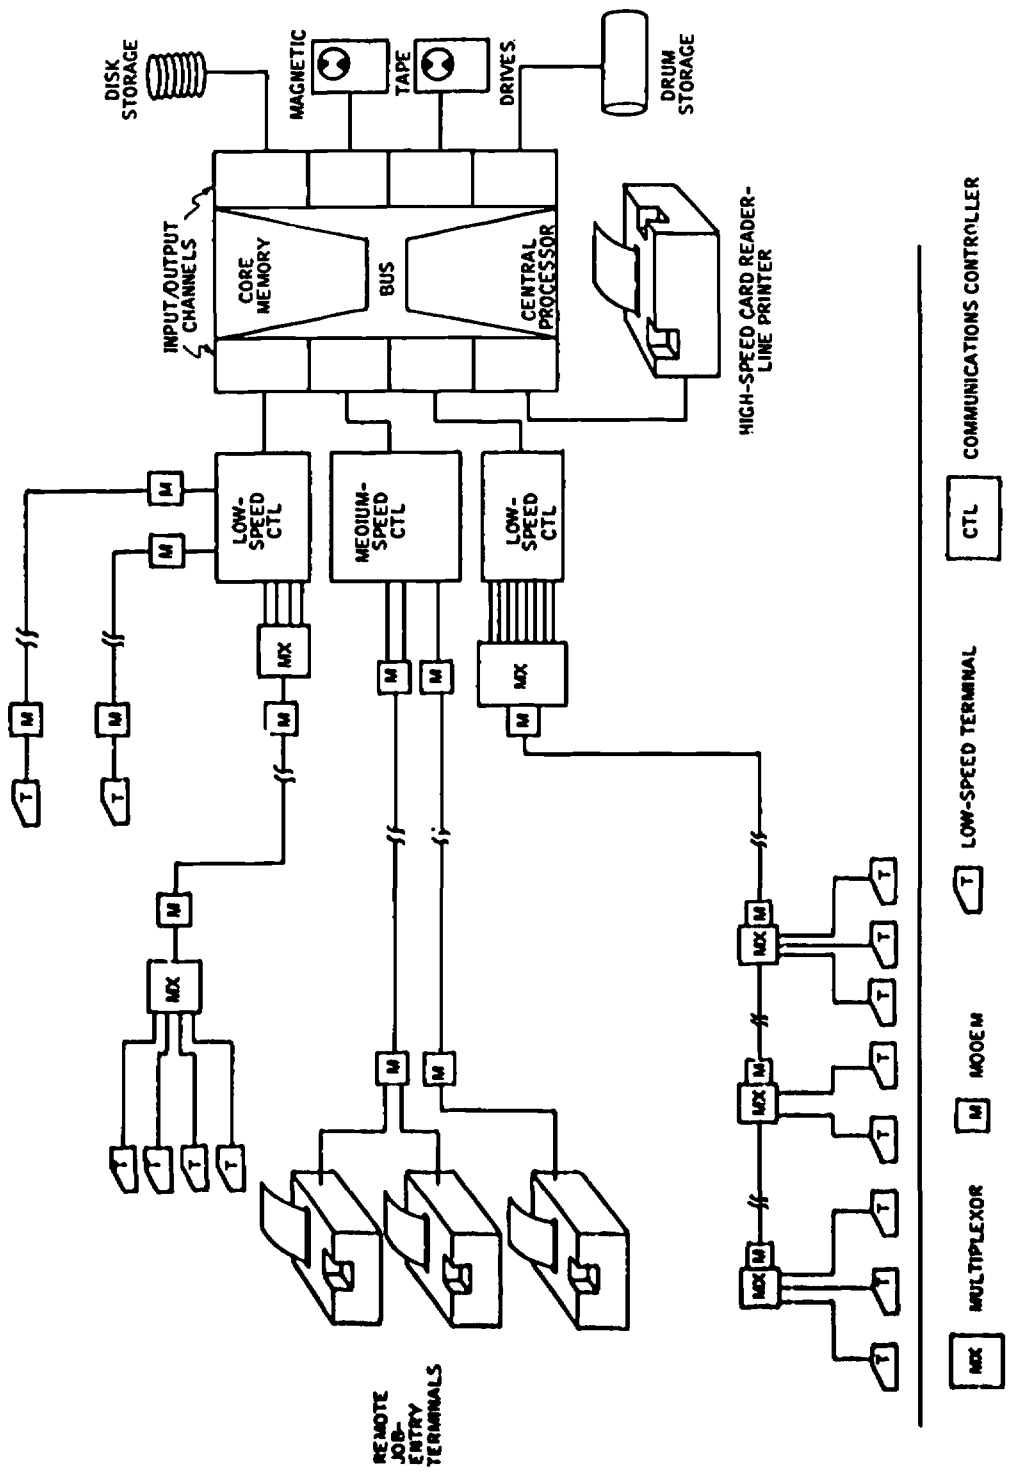 T
M
M
T
M
M
DISK
STORAGE
T
T
T
T
MX
M
INPUT/OUTPUT
CHANNELS
LOW-
SPEED
CTL
CORE
MEMORY
M
MX
MAGNETIC
TAPE
DRIVES
MEDIUM-
SPEED
CTL
BUS
M
M
M
M
REMOTE
JOB-
ENTRY
TERMINALS
LOW-
SPEED
CTL
CENTRAL
PROCESSOR
M
MX
DRUM
STORAGE
HIGH-SPEED CARD READER-
LINE PRINTER
MX M
MX M
MX M
T
T
T
T
T
T
T
T
MX MULTIPLEXOR
M MODEM
T LOW-SPEED TERMINAL
CTL COMMUNICATIONS CONTROLLER